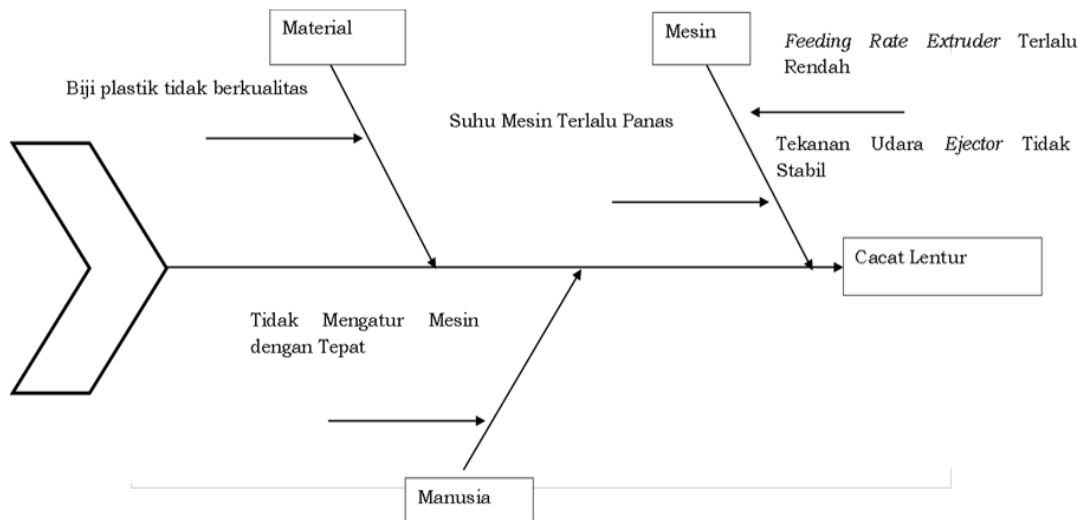 Material
Mesin
Feeding Rate Extruder Terlalu
Rendah
Biji plastik tidak berkualitas
Suhu Mesin Terlalu Panas
Tekanan Udara Ejector Tidak
Stabil
Cacat Lentur
Tidak Mengatur Mesin
dengan Tepat
Manusia